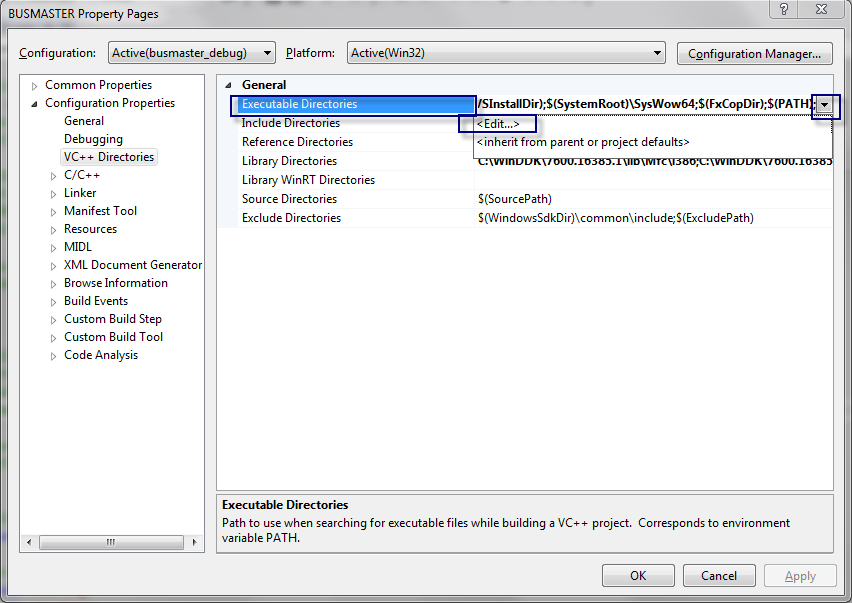 BUSMASTER Property Pages
Configuration: Active(busmaster_debug) Platform: Active(Win32) Configuration Manager...
Common Properties
Configuration Properties
General
Debugging
VC++ Directories
C/C++
Linker
Manifest Tool
Resources
MIDL
XML Document Generator
Browse Information
Build Events
Custom Build Step
Custom Build Tool
Code Analysis
General
Executable Directories /SInstallDir);$(SystemRoot)\SysWow64;$(FxCopDir);$(PATH);
Include Directories <Edit...>
Reference Directories <inherit from parent or project defaults>
Library Directories C:\WinDDK\7600.16385.1\lib\Mfc\i386;C:\WinDDK\7600.16385
Library WinRT Directories
Source Directories $(SourcePath)
Exclude Directories $(WindowsSdkDir)\common\include;$(ExcludePath)
Executable Directories
Path to use when searching for executable files while building a VC++ project. Corresponds to environment
variable PATH.
OK Cancel Apply